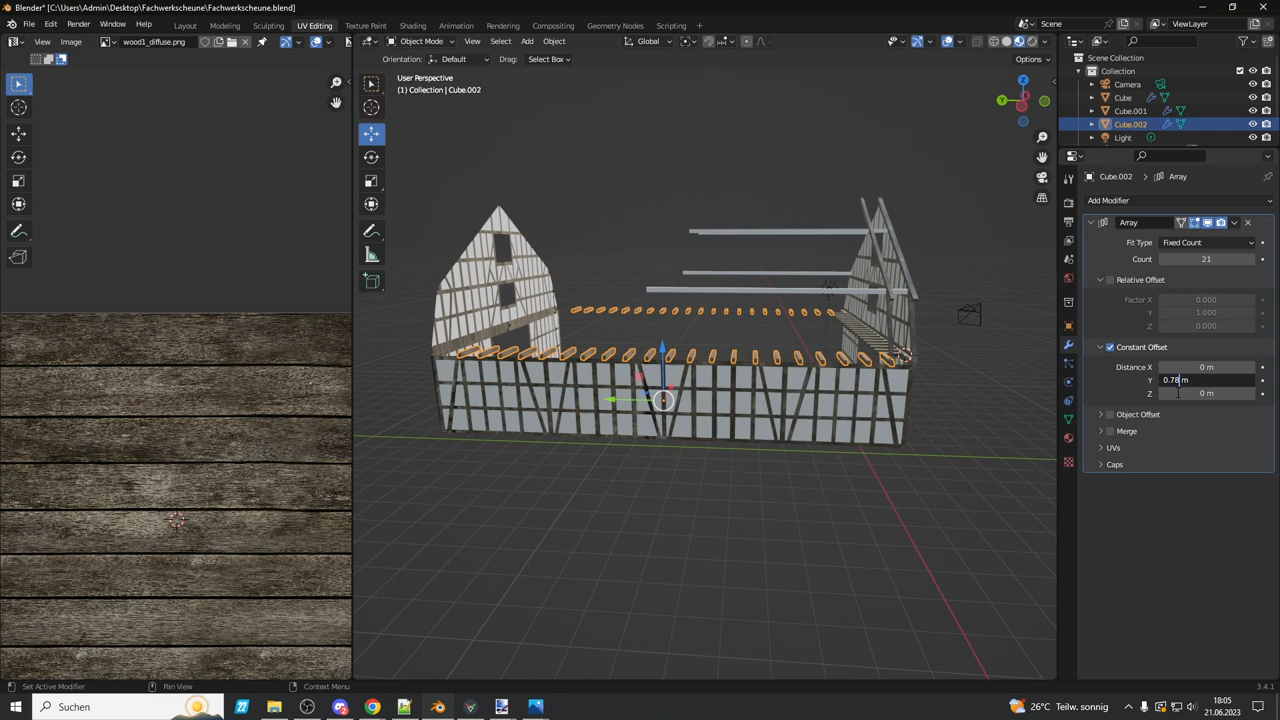 Blender* [C:\Users\Admin\Desktop\Fachwerkscheune\Fachwerkscheune.blend]
File Edit Render Window Help Layout Modeling Sculpting UV Editing Texture Paint Shading Animation Rendering Compositing Geometry Nodes Scripting + Scene ViewLayer
View Image wood1_diffuse.png Object Mode View Select Add Object Global Options
Orientation: Default Drag: Select Box
User Perspective
(1) Collection | Cube.002
Z
Y
Scene Collection
Collection
Camera
Cube
Cube.001
Cube.002
Light
Cube.002 > Array
Add Modifier
Array
Fit Type Fixed Count
Count 21
Relative Offset
Factor X 0.000
Y 1.000
Z 0.000
Constant Offset
Distance X 0 m
Y 0.78 m
Z 0 m
Object Offset
Merge
UVs
Caps
Set Active Modifier Pan View Context Menu 3.4.1
Suchen 26°C Teilw. sonnig 18:05
21.06.2023